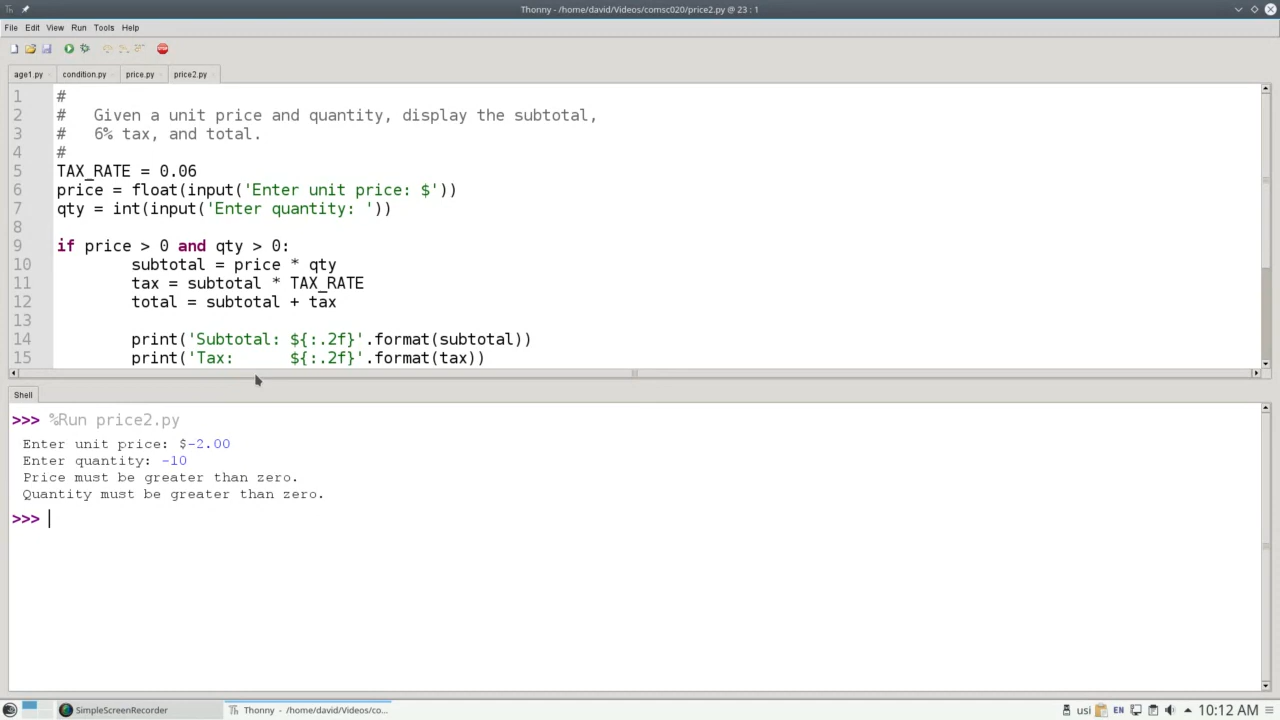 Thonny - /home/david/Videos/comsc020/price2.py @ 23 : 1
File Edit View Run Tools Help
age1.py condition.py price.py price2.py
1 #
2 #   Given a unit price and quantity, display the subtotal,
3 #   6% tax, and total.
4 #
5 TAX_RATE = 0.06
6 price = float(input('Enter unit price: $'))
7 qty = int(input('Enter quantity: '))
8
9 if price > 0 and qty > 0:
10         subtotal = price * qty
11         tax = subtotal * TAX_RATE
12         total = subtotal + tax
13
14         print('Subtotal: ${:.2f}'.format(subtotal))
15         print('Tax:      ${:.2f}'.format(tax))
Shell
>>> %Run price2.py
Enter unit price: $-2.00
Enter quantity: -10
Price must be greater than zero.
Quantity must be greater than zero.
>>>
SimpleScreenRecorder Thonny - /home/david/Videos/co... usi EN 10:12 AM